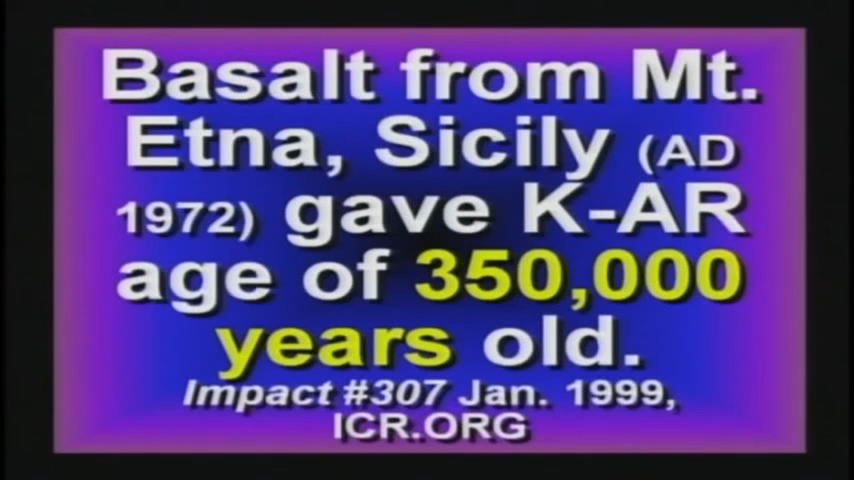 Basalt from Mt.
Etna, Sicily (AD
1972) gave K-AR
age of 350,000
years old.
Impact #307 Jan. 1999,
ICR.ORG